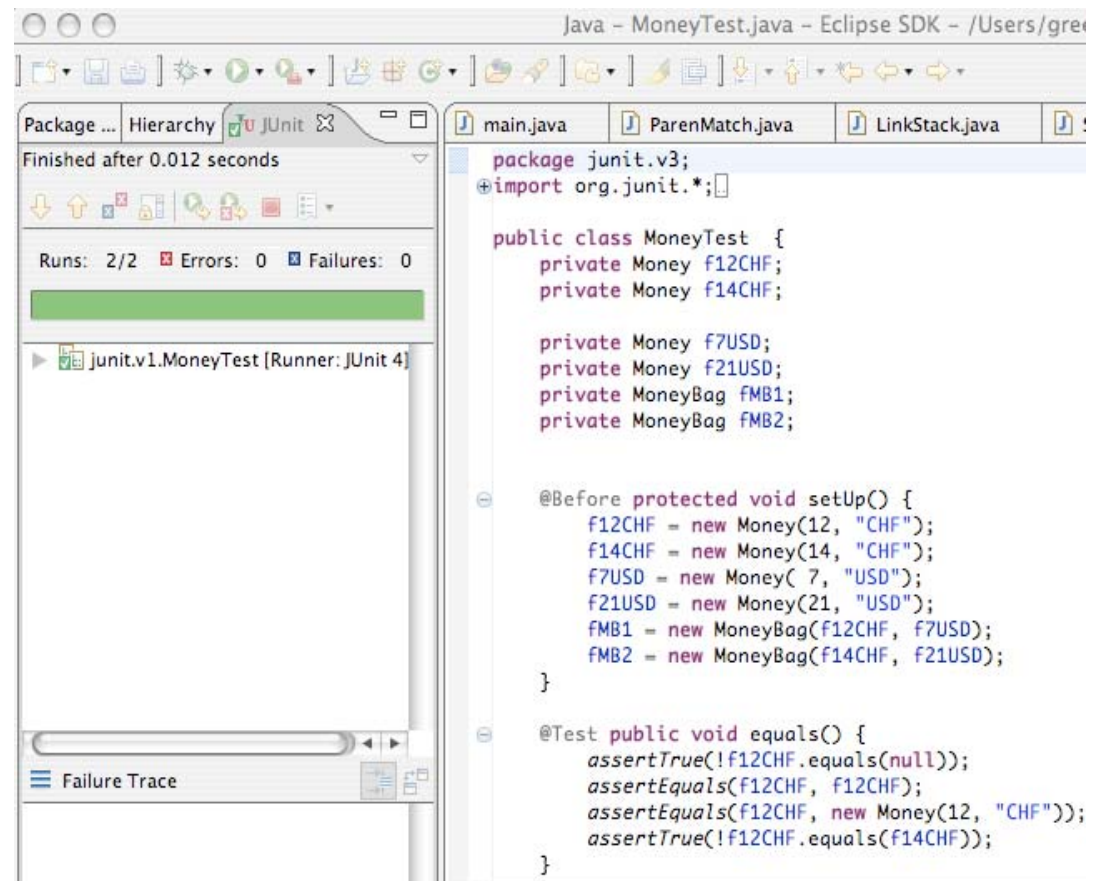 Java – MoneyTest.java – Eclipse SDK – /Users/gree
Package ... Hierarchy JUnit
Finished after 0.012 seconds
Runs: 2/2 Errors: 0 Failures: 0
junit.v1.MoneyTest [Runner: JUnit 4]
Failure Trace
main.java ParenMatch.java LinkStack.java
package junit.v3;
import org.junit.*;
public class MoneyTest {
private Money f12CHF;
private Money f14CHF;
private Money f7USD;
private Money f21USD;
private MoneyBag fMB1;
private MoneyBag fMB2;
@Before protected void setUp() {
f12CHF = new Money(12, "CHF");
f14CHF = new Money(14, "CHF");
f7USD = new Money( 7, "USD");
f21USD = new Money(21, "USD");
fMB1 = new MoneyBag(f12CHF, f7USD);
fMB2 = new MoneyBag(f14CHF, f21USD);
}
@Test public void equals() {
assertTrue(!f12CHF.equals(null));
assertEquals(f12CHF, f12CHF);
assertEquals(f12CHF, new Money(12, "CHF"));
assertTrue(!f12CHF.equals(f14CHF));
}